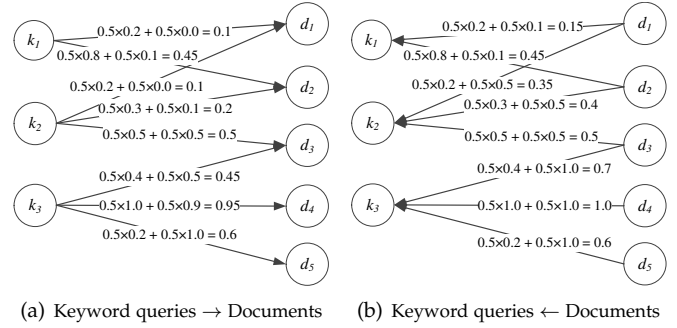 k1
0.5×0.2 + 0.5×0.0 = 0.1
d1
0.5×0.8 + 0.5×0.1 = 0.45
0.5×0.2 + 0.5×0.0 = 0.1
d2
k2
0.5×0.3 + 0.5×0.1 = 0.2
0.5×0.5 + 0.5×0.5 = 0.5
d3
0.5×0.4 + 0.5×0.5 = 0.45
k3
0.5×1.0 + 0.5×0.9 = 0.95
d4
0.5×0.2 + 0.5×1.0 = 0.6
d5
(a) Keyword queries → Documents
k1
0.5×0.2 + 0.5×0.1 = 0.15
d1
0.5×0.8 + 0.5×0.1 = 0.45
0.5×0.2 + 0.5×0.5 = 0.35
d2
k2
0.5×0.3 + 0.5×0.5 = 0.4
0.5×0.5 + 0.5×0.5 = 0.5
d3
0.5×0.4 + 0.5×1.0 = 0.7
k3
0.5×1.0 + 0.5×1.0 = 1.0
d4
0.5×0.2 + 0.5×1.0 = 0.6
d5
(b) Keyword queries ← Documents